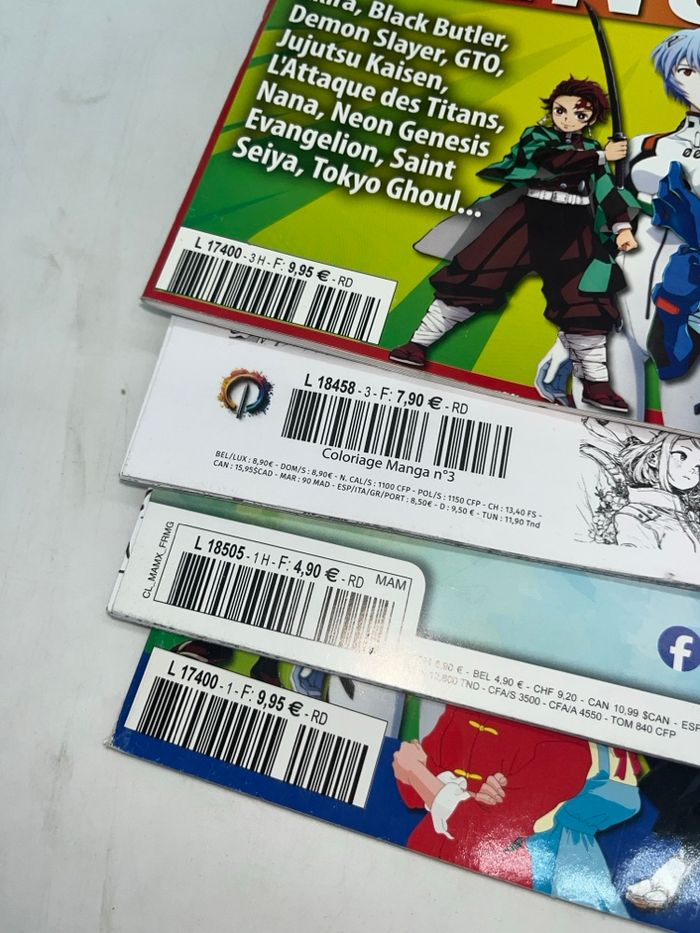 Black Butler,
Demon Slayer, GTO,
Jujutsu Kaisen,
L'Attaque des Titans,
Nana, Neon Genesis
Evangelion, Saint
Seiya, Tokyo Ghoul...
L 17400 - 3 H - F: 9,95 € - RD
L 18458 - 3 - F: 7,90 € - RD
Coloriage Manga n°3
BEL/LUX : 8,90€ - DOM/S : 8,90€ - N. CAL/S : 1100 CFP - POL/S : 1150 CFP - CH : 13,40 FS -
CAN : 15,95$CAD - MAR : 90 MAD - ESP/ITA/GR/PORT : 8,50€ - D : 9,50 € - TUN : 11,90 Tnd
CL_MAMX_FRMG
L 18505 - 1 H - F: 4,90 € - RD
MAM
f
€ - BEL 4,90 € - CHF 9,20 - CAN 10,99 $CAN - ESP
TND - CFA/S 3500 - CFA/A 4550 - TOM 840 CFP
L 17400 - 1 - F: 9,95 € - RD